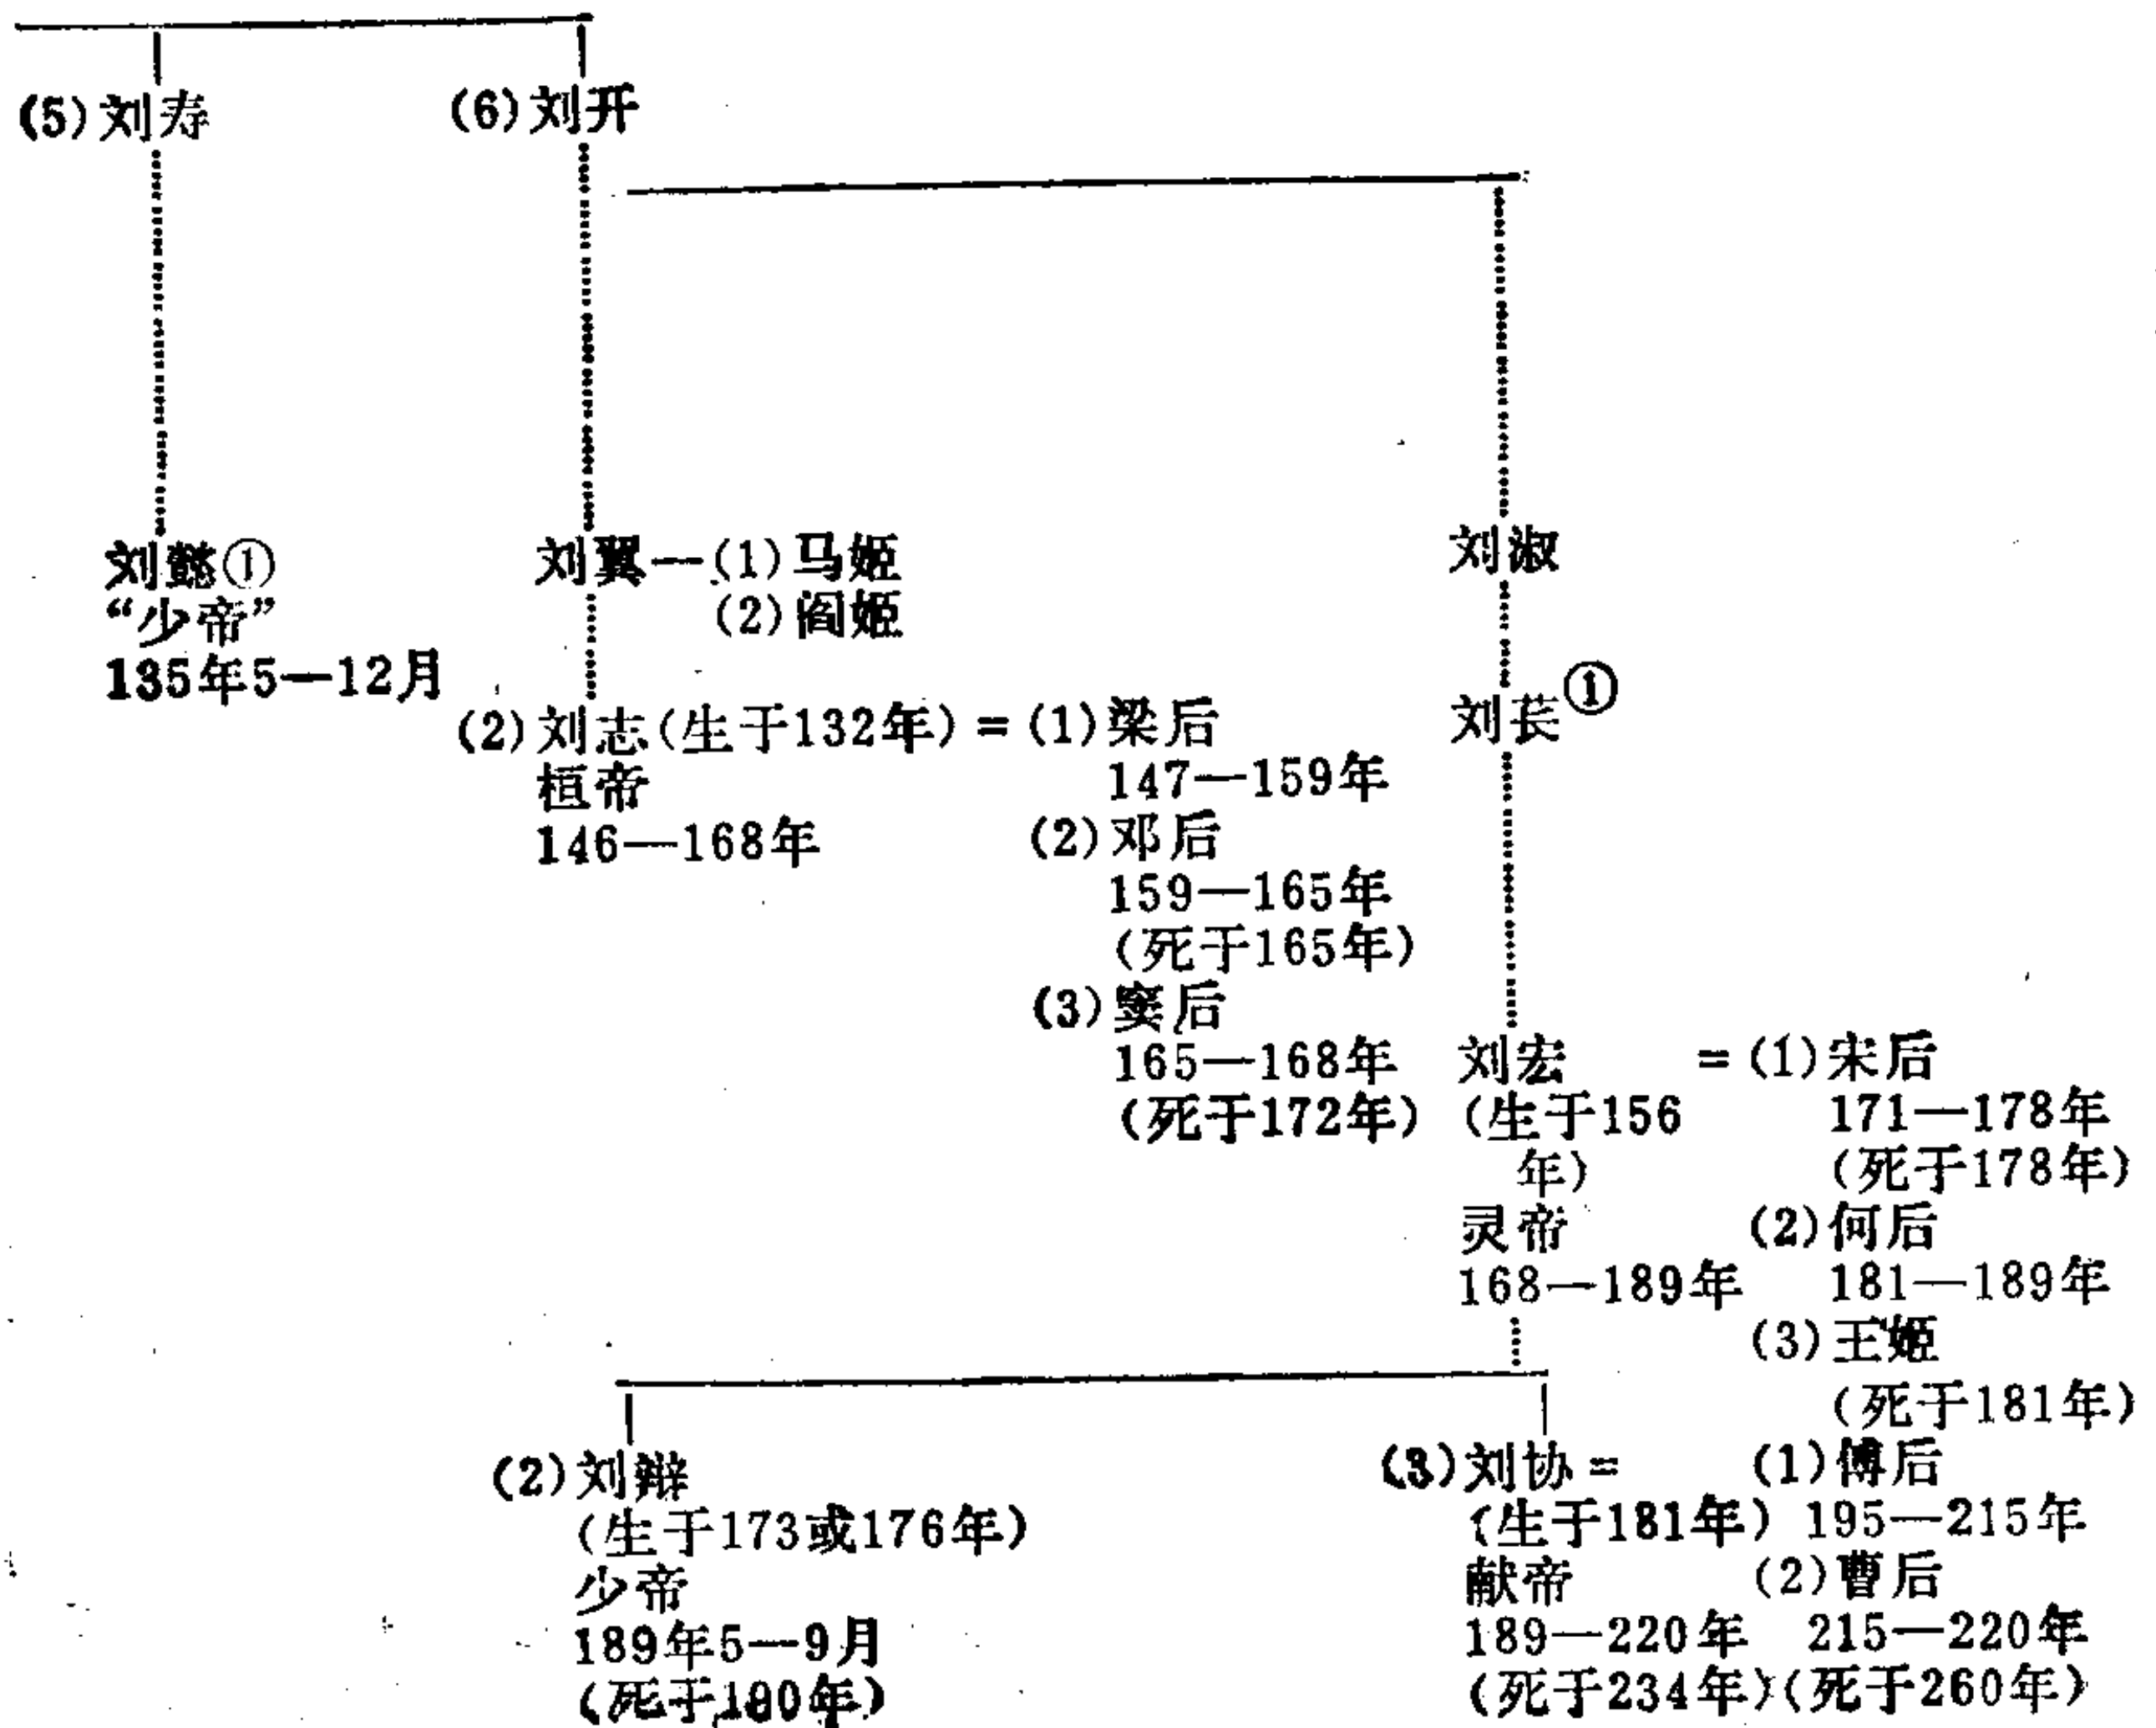 (5)刘寿
(6)刘开
刘懿①
“少帝”
135年5—12月
刘翼—(1)马姬
(2)阎姬
刘淑
刘苌①
(2)刘志(生于132年)=(1)梁后
桓帝
146—168年
147—159年
(2)邓后
159—165年
(死于165年)
(3)窦后
165—168年
(死于172年)
刘宏 =(1)宋后
(生于156
年)
灵帝
168—189年
171—178年
(死于178年)
(2)何后
181—189年
(3)王姬
(死于181年)
(2)刘辩
(生于173或176年)
少帝
189年5—9月
(死于190年)
(3)刘协= (1)傅后
(生于181年) 195—215年
献帝 (2)曹后
189—220年 215—220年
(死于234年)(死于260年)